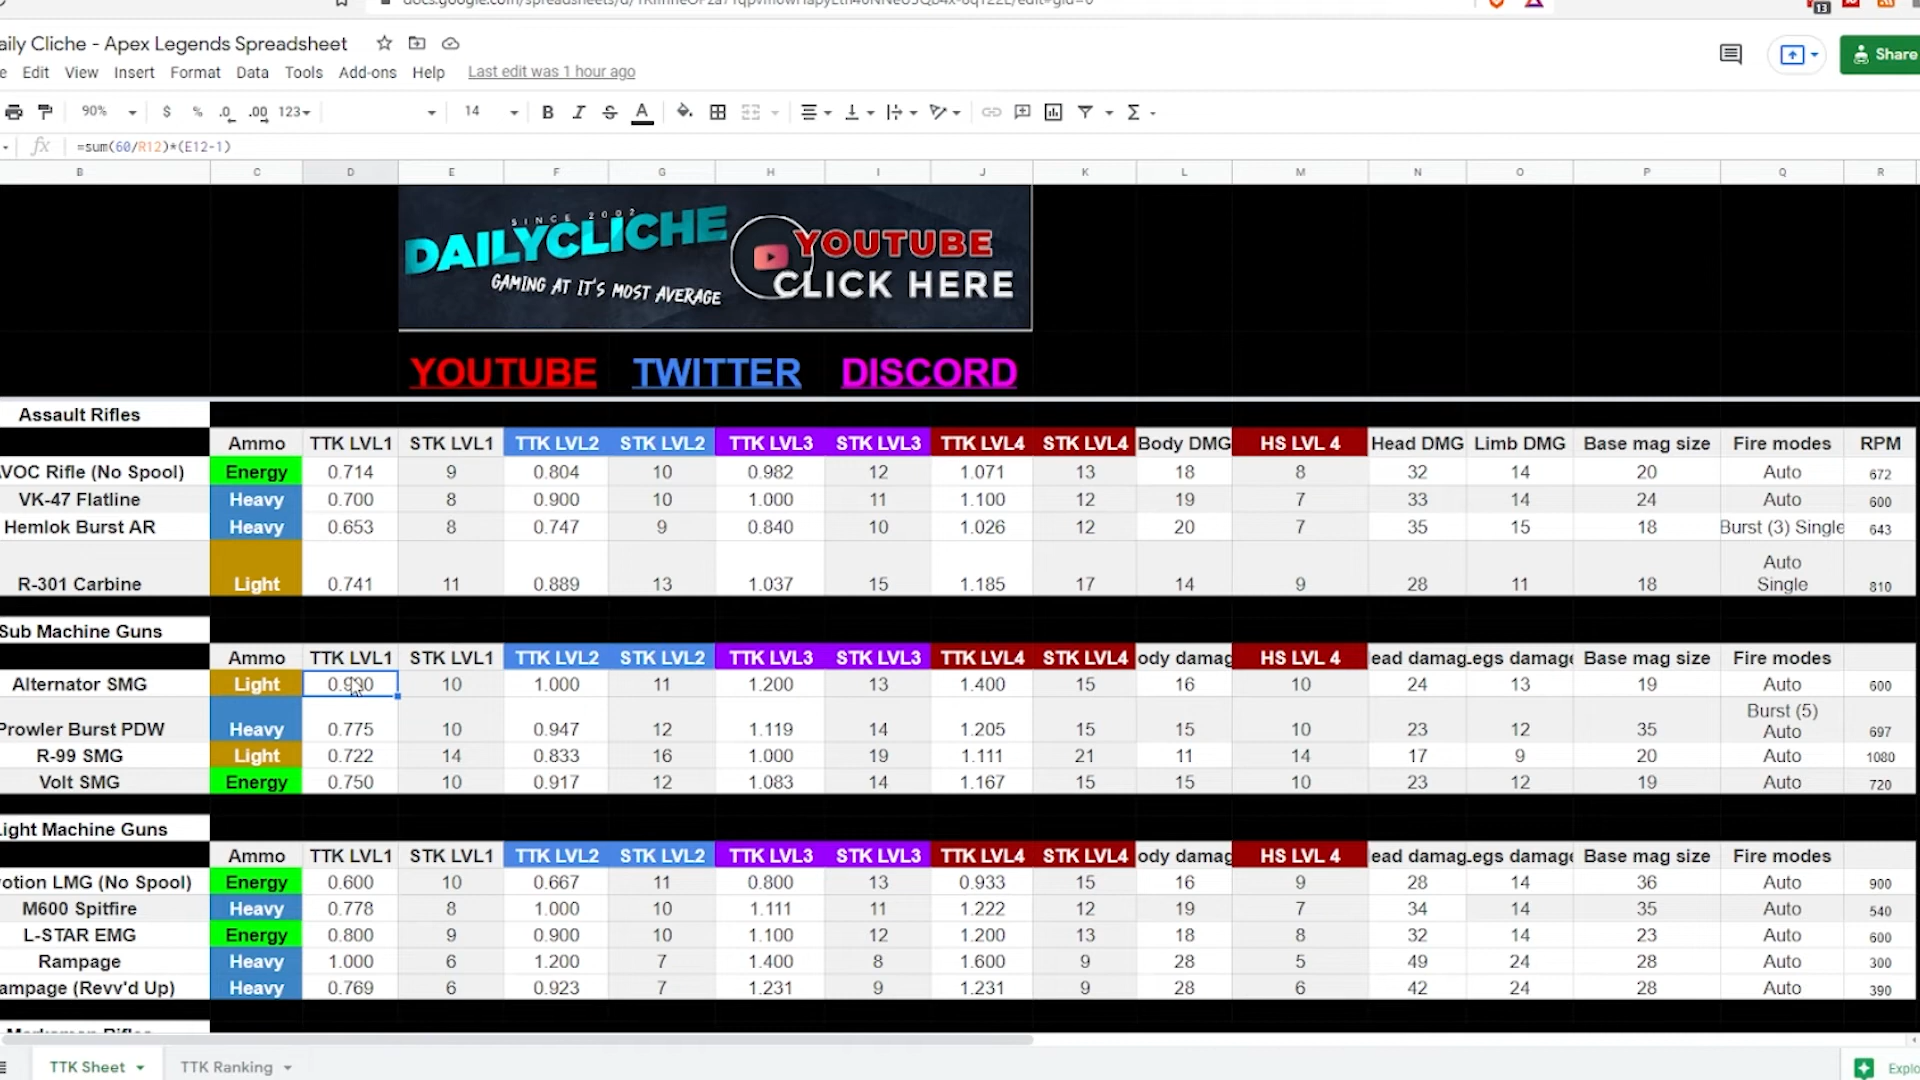 aily Cliche - Apex Legends Spreadsheet
e Edit View Insert Format Data Tools Add-ons Help Last edit was 1 hour ago
Share
13
90% $ % .0 .00 123 14 B I S A Σ
fx =sum(60/R12)*(E12-1)
B C D E F G H I J K L M N O P Q R
SINCE 2002
DAILYCLICHE
GAMING AT IT'S MOST AVERAGE
YOUTUBE
CLICK HERE
YOUTUBE TWITTER DISCORD
Assault Rifles
Ammo TTK LVL1 STK LVL1 TTK LVL2 STK LVL2 TTK LVL3 STK LVL3 TTK LVL4 STK LVL4 Body DMG HS LVL 4 Head DMG Limb DMG Base mag size Fire modes RPM
VOC Rifle (No Spool) Energy 0.714 9 0.804 10 0.982 12 1.071 13 18 8 32 14 20 Auto 672
VK-47 Flatline Heavy 0.700 8 0.900 10 1.000 11 1.100 12 19 7 33 14 24 Auto 600
Hemlok Burst AR Heavy 0.653 8 0.747 9 0.840 10 1.026 12 20 7 35 15 18 Burst (3) Single 643
R-301 Carbine Light 0.741 11 0.889 13 1.037 15 1.185 17 14 9 28 11 18 Auto Single 810
Sub Machine Guns
Ammo TTK LVL1 STK LVL1 TTK LVL2 STK LVL2 TTK LVL3 STK LVL3 TTK LVL4 STK LVL4 ody damag HS LVL 4 ead damag egs damage Base mag size Fire modes
Alternator SMG Light 0.900 10 1.000 11 1.200 13 1.400 15 16 10 24 13 19 Auto 600
Prowler Burst PDW Heavy 0.775 10 0.947 12 1.119 14 1.205 15 15 10 23 12 35 Burst (5) Auto 697
R-99 SMG Light 0.722 14 0.833 16 1.000 19 1.111 21 11 14 17 9 20 Auto 1080
Volt SMG Energy 0.750 10 0.917 12 1.083 14 1.167 15 15 10 23 12 19 Auto 720
ight Machine Guns
Ammo TTK LVL1 STK LVL1 TTK LVL2 STK LVL2 TTK LVL3 STK LVL3 TTK LVL4 STK LVL4 ody damag HS LVL 4 ead damag egs damage Base mag size Fire modes
otion LMG (No Spool) Energy 0.600 10 0.667 11 0.800 13 0.933 15 16 9 28 14 36 Auto 900
M600 Spitfire Heavy 0.778 8 1.000 10 1.111 11 1.222 12 19 7 34 14 35 Auto 540
L-STAR EMG Energy 0.800 9 0.900 10 1.100 12 1.200 13 18 8 32 14 23 Auto 600
Rampage Heavy 1.000 6 1.200 7 1.400 8 1.600 9 28 5 49 24 28 Auto 300
ampage (Revv'd Up) Heavy 0.769 6 0.923 7 1.231 9 1.231 9 28 6 42 24 28 Auto 390
TTK Sheet TTK Ranking Explo